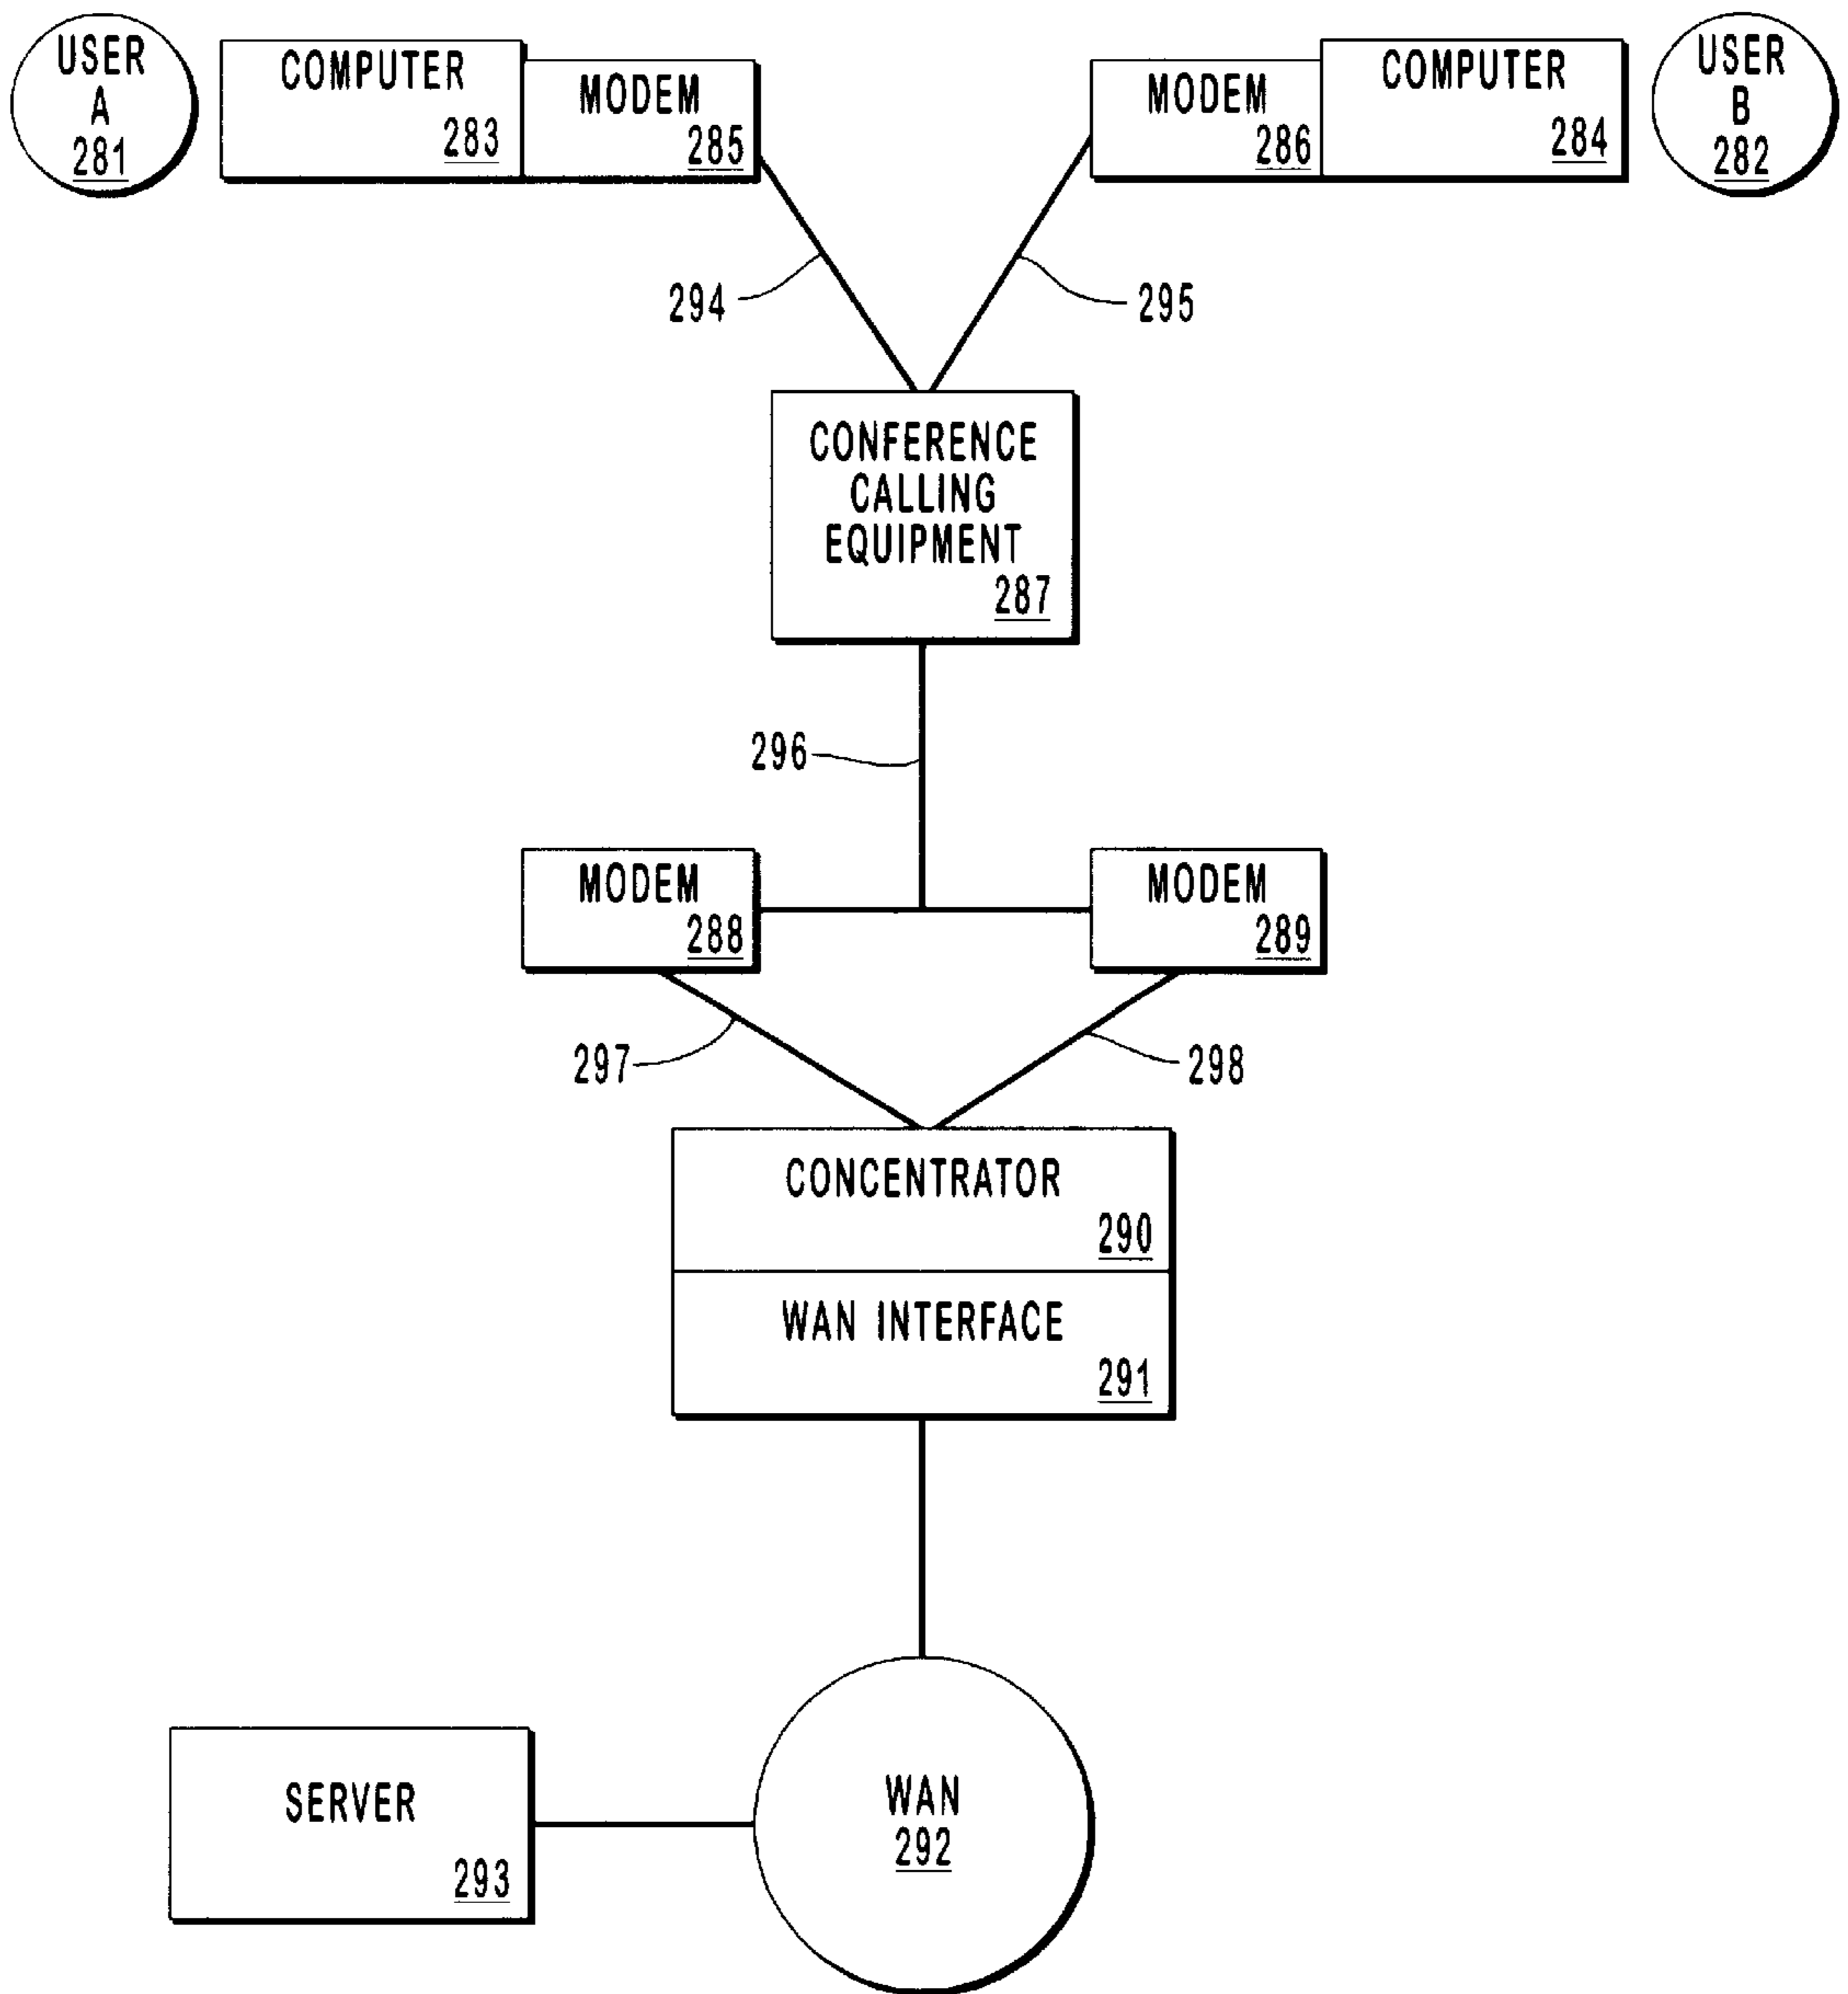 USER
A
281
COMPUTER
283
MODEM
285
MODEM
286
COMPUTER
284
USER
B
282
294
295
CONFERENCE
CALLING
EQUIPMENT
287
296
MODEM
288
MODEM
289
297
298
CONCENTRATOR
290
WAN INTERFACE
291
SERVER
293
WAN
292